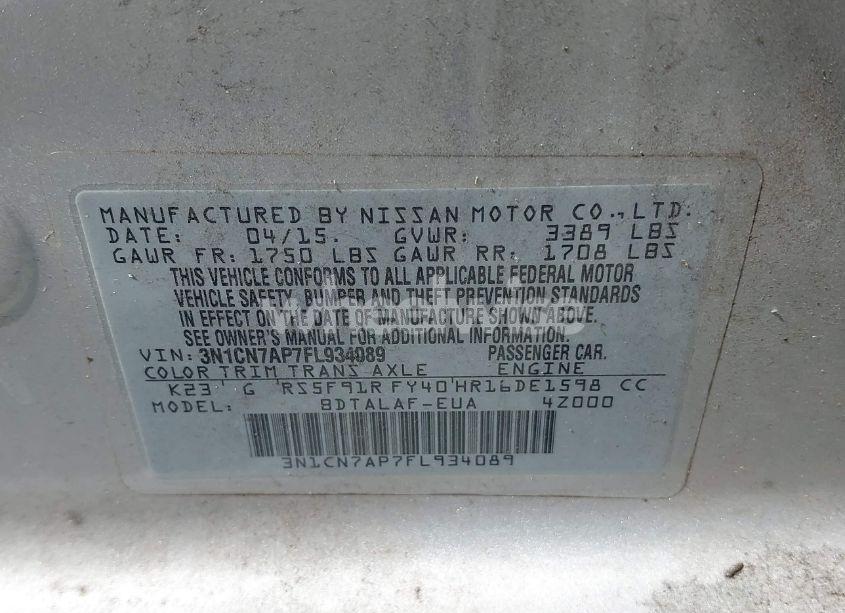 MANUFACTURED BY NISSAN MOTOR CO., LTD.
DATE: 04/15. GVWR: 3389 LBS
GAWR FR: 1750 LBS GAWR RR: 1708 LBS
THIS VEHICLE CONFORMS TO ALL APPLICABLE FEDERAL MOTOR
VEHICLE SAFETY, BUMPER AND THEFT PREVENTION STANDARDS
IN EFFECT ON THE DATE OF MANUFACTURE SHOWN ABOVE.
SEE OWNER'S MANUAL FOR ADDITIONAL INFORMATION.
VIN: 3N1CN7AP7FL934089 PASSENGER CAR.
COLOR TRIM TRANS AXLE ENGINE
K23 G RS5F91R FY40 HR16DE1598 CC
MODEL: BDTALAF-EUA 4Z000
3N1CN7AP7FL934089